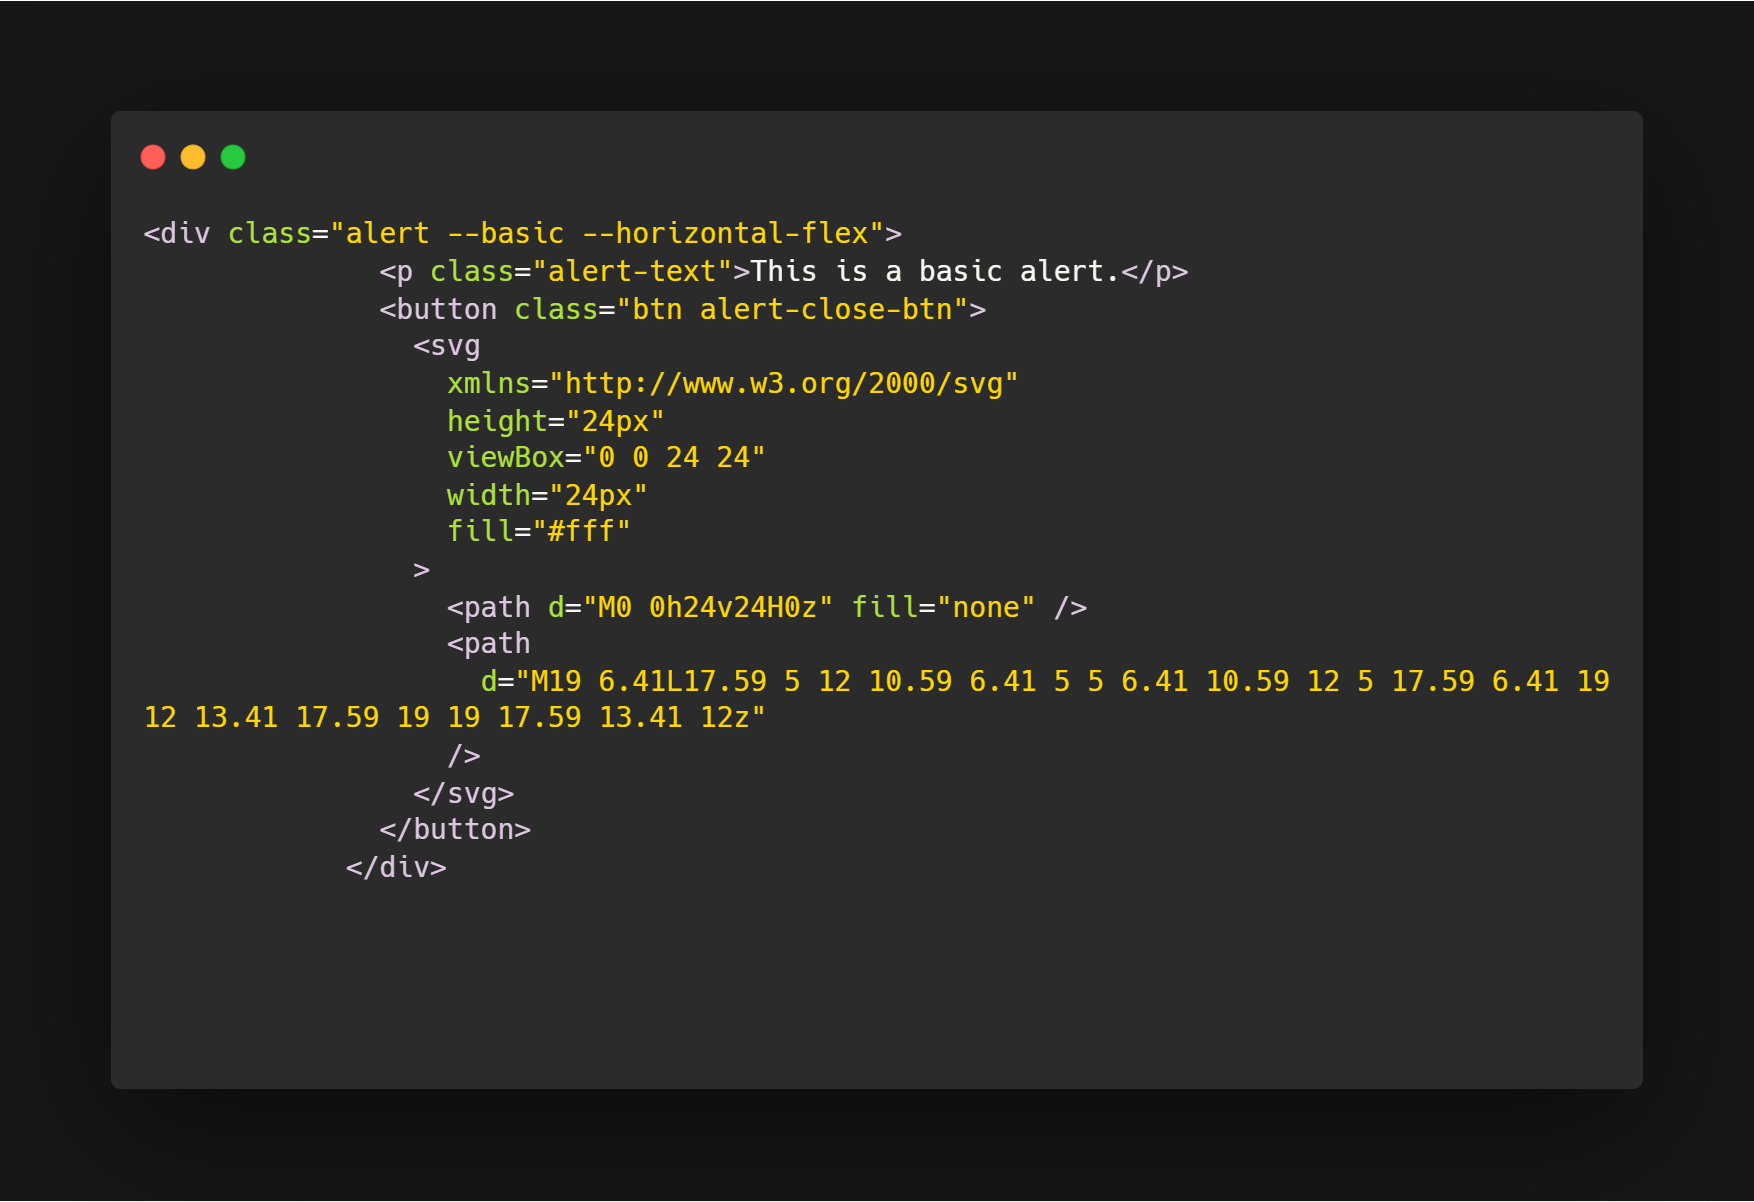 <div class="alert --basic --horizontal-flex">
<p class="alert-text">This is a basic alert.</p>
<button class="btn alert-close-btn">
<svg
xmlns="http://www.w3.org/2000/svg"
height="24px"
viewBox="0 0 24 24"
width="24px"
fill="#fff"
>
<path d="M0 0h24v24H0z" fill="none" />
<path
d="M19 6.41L17.59 5 12 10.59 6.41 5 5 6.41 10.59 12 5 17.59 6.41 19
12 13.41 17.59 19 19 17.59 13.41 12z"
/>
</svg>
</button>
</div>